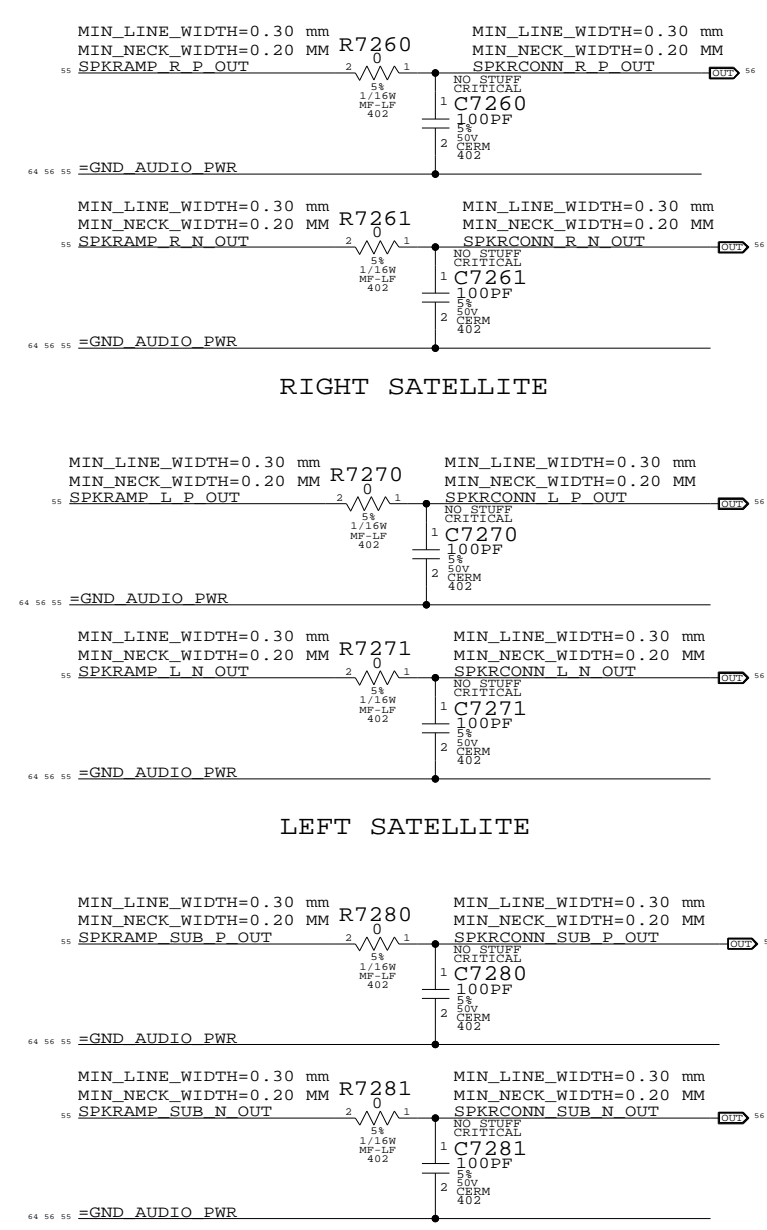 MIN_LINE_WIDTH=0.30 mm
MIN_NECK_WIDTH=0.20 MM
55 SPKRAMP_R_P_OUT
R7260
0
2 1
5%
1/16W
MF-LF
402
MIN_LINE_WIDTH=0.30 mm
MIN_NECK_WIDTH=0.20 MM
SPKRCONN_R_P_OUT
OUT 56
NO STUFF
CRITICAL
1 C7260
100PF
5%
50V
2 CERM
402
64 56 55 =GND_AUDIO_PWR
MIN_LINE_WIDTH=0.30 mm
MIN_NECK_WIDTH=0.20 MM
55 SPKRAMP_R_N_OUT
R7261
0
2 1
5%
1/16W
MF-LF
402
MIN_LINE_WIDTH=0.30 mm
MIN_NECK_WIDTH=0.20 MM
SPKRCONN_R_N_OUT
OUT 56
NO STUFF
CRITICAL
1 C7261
100PF
5%
50V
2 CERM
402
64 56 55 =GND_AUDIO_PWR
RIGHT SATELLITE
MIN_LINE_WIDTH=0.30 mm
MIN_NECK_WIDTH=0.20 MM
55 SPKRAMP_L_P_OUT
R7270
0
2 1
5%
1/16W
MF-LF
402
MIN_LINE_WIDTH=0.30 mm
MIN_NECK_WIDTH=0.20 MM
SPKRCONN_L_P_OUT
OUT 56
NO STUFF
CRITICAL
1 C7270
100PF
5%
50V
2 CERM
402
64 56 55 =GND_AUDIO_PWR
MIN_LINE_WIDTH=0.30 mm
MIN_NECK_WIDTH=0.20 MM
55 SPKRAMP_L_N_OUT
R7271
0
2 1
5%
1/16W
MF-LF
402
MIN_LINE_WIDTH=0.30 mm
MIN_NECK_WIDTH=0.20 MM
SPKRCONN_L_N_OUT
OUT 56
NO STUFF
CRITICAL
1 C7271
100PF
5%
50V
2 CERM
402
64 56 55 =GND_AUDIO_PWR
LEFT SATELLITE
MIN_LINE_WIDTH=0.30 mm
MIN_NECK_WIDTH=0.20 MM
55 SPKRAMP_SUB_P_OUT
R7280
0
2 1
5%
1/16W
MF-LF
402
MIN_LINE_WIDTH=0.30 mm
MIN_NECK_WIDTH=0.20 MM
SPKRCONN_SUB_P_OUT
OUT
NO STUFF
CRITICAL
1 C7280
100PF
5%
50V
2 CERM
402
64 56 55 =GND_AUDIO_PWR
MIN_LINE_WIDTH=0.30 mm
MIN_NECK_WIDTH=0.20 MM
55 SPKRAMP_SUB_N_OUT
R7281
0
2 1
5%
1/16W
MF-LF
402
MIN_LINE_WIDTH=0.30 mm
MIN_NECK_WIDTH=0.20 MM
SPKRCONN_SUB_N_OUT
OUT 56
NO STUFF
CRITICAL
1 C7281
100PF
5%
50V
2 CERM
402
64 56 55 =GND_AUDIO_PWR